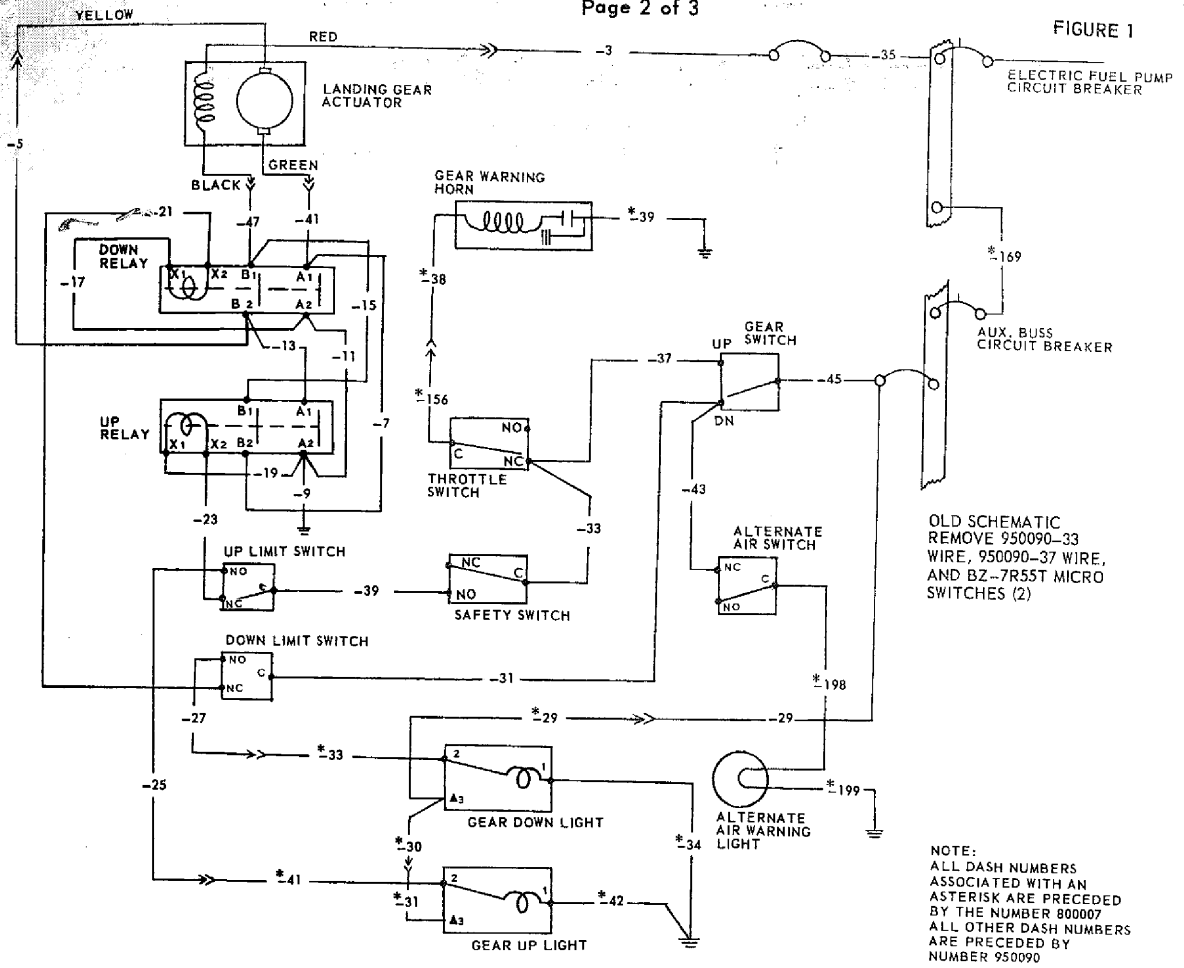 Page 2 of 3
FIGURE 1
YELLOW
RED
-3
-35
ELECTRIC FUEL PUMP
CIRCUIT BREAKER
LANDING GEAR
ACTUATOR
-5
BLACK
GREEN
-21
-47
-41
GEAR WARNING
HORN
*-39
*-169
DOWN
RELAY
X1
X2
B1
A1
B2
A2
-17
-15
*-38
-13
-11
AUX. BUSS
CIRCUIT BREAKER
GEAR
SWITCH
UP
DN
-37
-45
*-156
UP
RELAY
B1
A1
X1
X2
B2
A2
-7
-19
-9
NO
C
NC
THROTTLE
SWITCH
-43
-33
-23
OLD SCHEMATIC
REMOVE 950090-33
WIRE, 950090-37 WIRE,
AND BZ-7R55T MICRO
SWITCHES (2)
ALTERNATE
AIR SWITCH
NC
C
NO
UP LIMIT SWITCH
NO
C
NC
-39
NC
C
NO
SAFETY SWITCH
DOWN LIMIT SWITCH
NO
C
NC
-31
*-198
-27
*-29
-29
*-33
2
1
▲3
GEAR DOWN LIGHT
-25
*-199
ALTERNATE
AIR WARNING
LIGHT
*-30
*-34
*-41
*-31
2
1
▲3
*-42
GEAR UP LIGHT
NOTE:
ALL DASH NUMBERS
ASSOCIATED WITH AN
ASTERISK ARE PRECEDED
BY THE NUMBER 800007
ALL OTHER DASH NUMBERS
ARE PRECEDED BY
NUMBER 950090